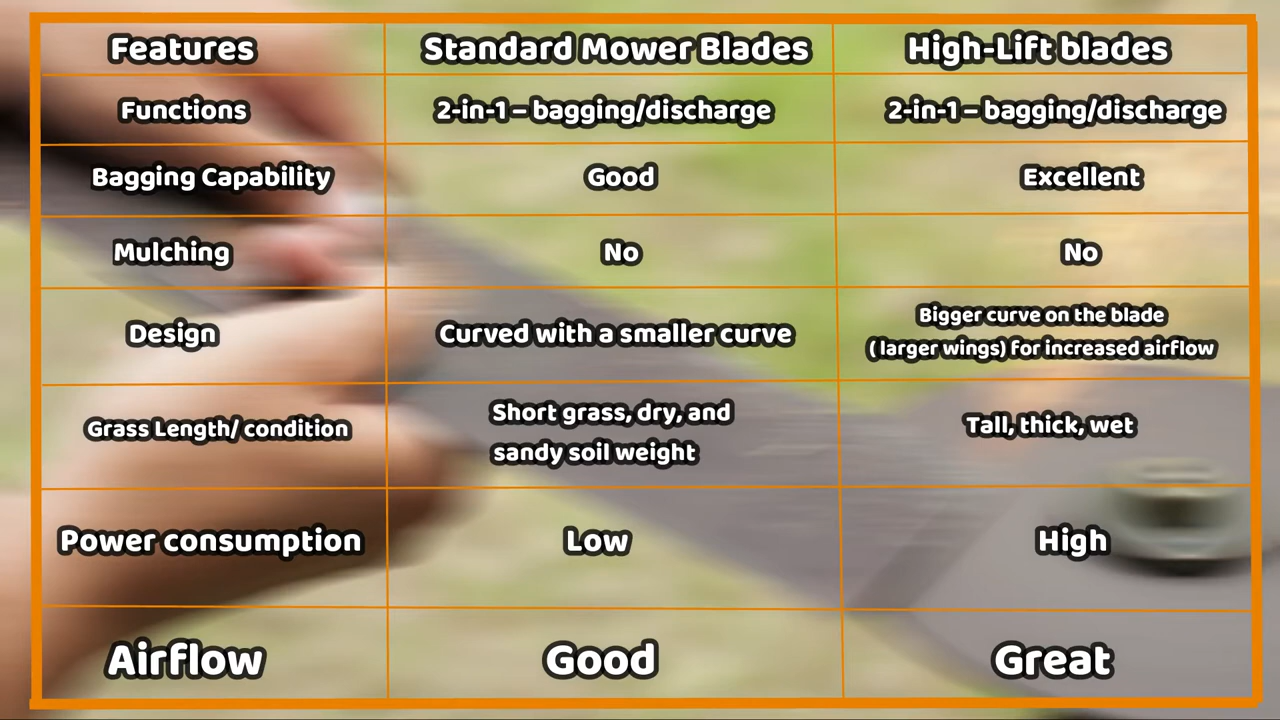 Features Standard Mower Blades High-Lift blades
Functions 2-in-1 – bagging/discharge 2-in-1 – bagging/discharge
Bagging Capability Good Excellent
Mulching No No
Design Curved with a smaller curve Bigger curve on the blade
( larger wings) for increased airflow
Grass Length/ condition Short grass, dry, and
sandy soil weight
Tall, thick, wet
Power consumption Low High
Airflow Good Great